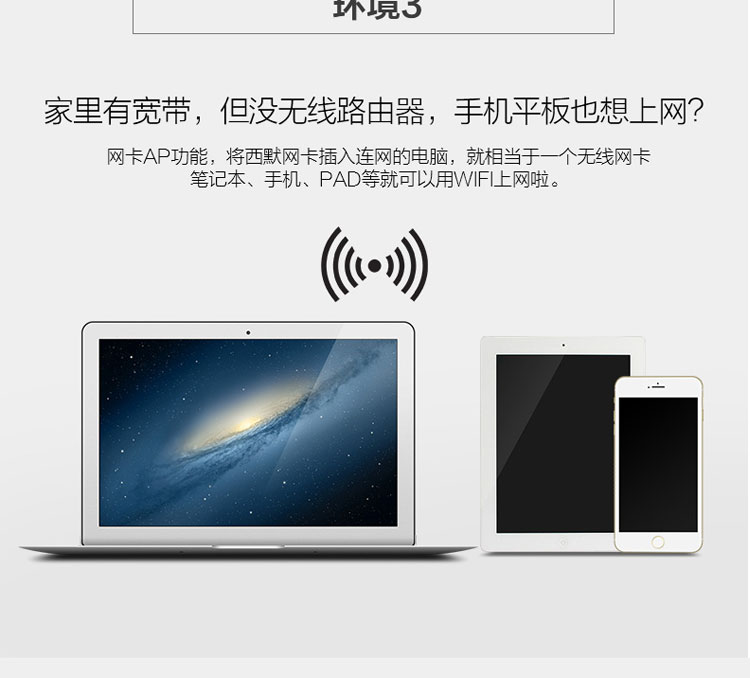 环境3
家里有宽带，但没无线路由器，手机平板也想上网？
网卡AP功能，将西默网卡插入连网的电脑，就相当于一个无线网卡
笔记本、手机、PAD等就可以用WIFI上网啦。